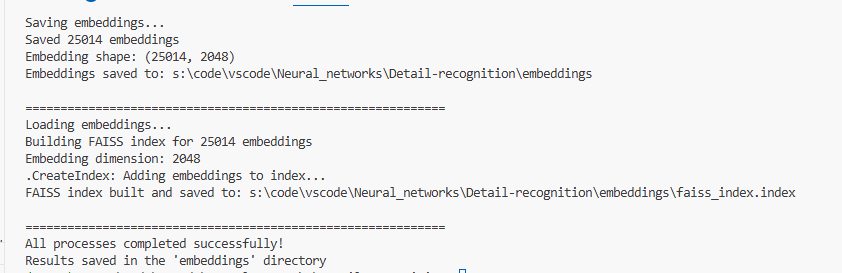 Saving embeddings...
Saved 25014 embeddings
Embedding shape: (25014, 2048)
Embeddings saved to: s:\code\vscode\Neural_networks\Detail-recognition\embeddings
============================================================
Loading embeddings...
Building FAISS index for 25014 embeddings
Embedding dimension: 2048
.CreateIndex: Adding embeddings to index...
FAISS index built and saved to: s:\code\vscode\Neural_networks\Detail-recognition\embeddings\faiss_index.index
============================================================
All processes completed successfully!
Results saved in the 'embeddings' directory